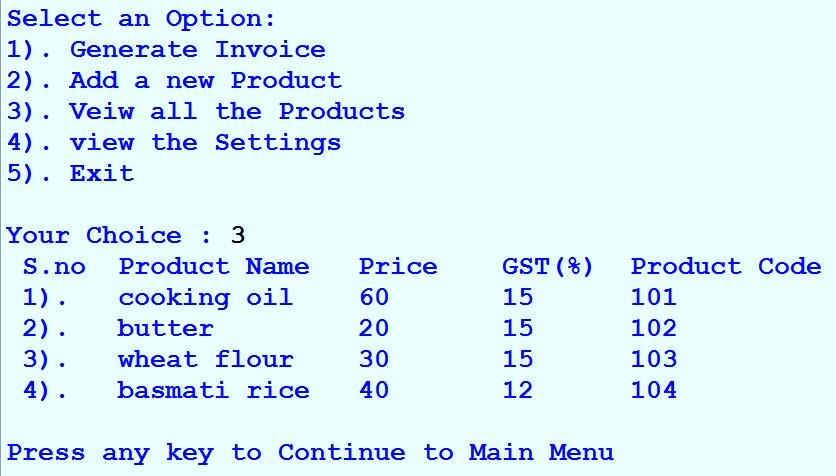 Select an Option:
1). Generate Invoice
2). Add a new Product
3). Veiw all the Products
4). view the Settings
5). Exit
Your Choice : 3
S.no Product Name Price GST(%) Product Code
1). cooking oil 60 15 101
2). butter 20 15 102
3). wheat flour 30 15 103
4). basmati rice 40 12 104
Press any key to Continue to Main Menu